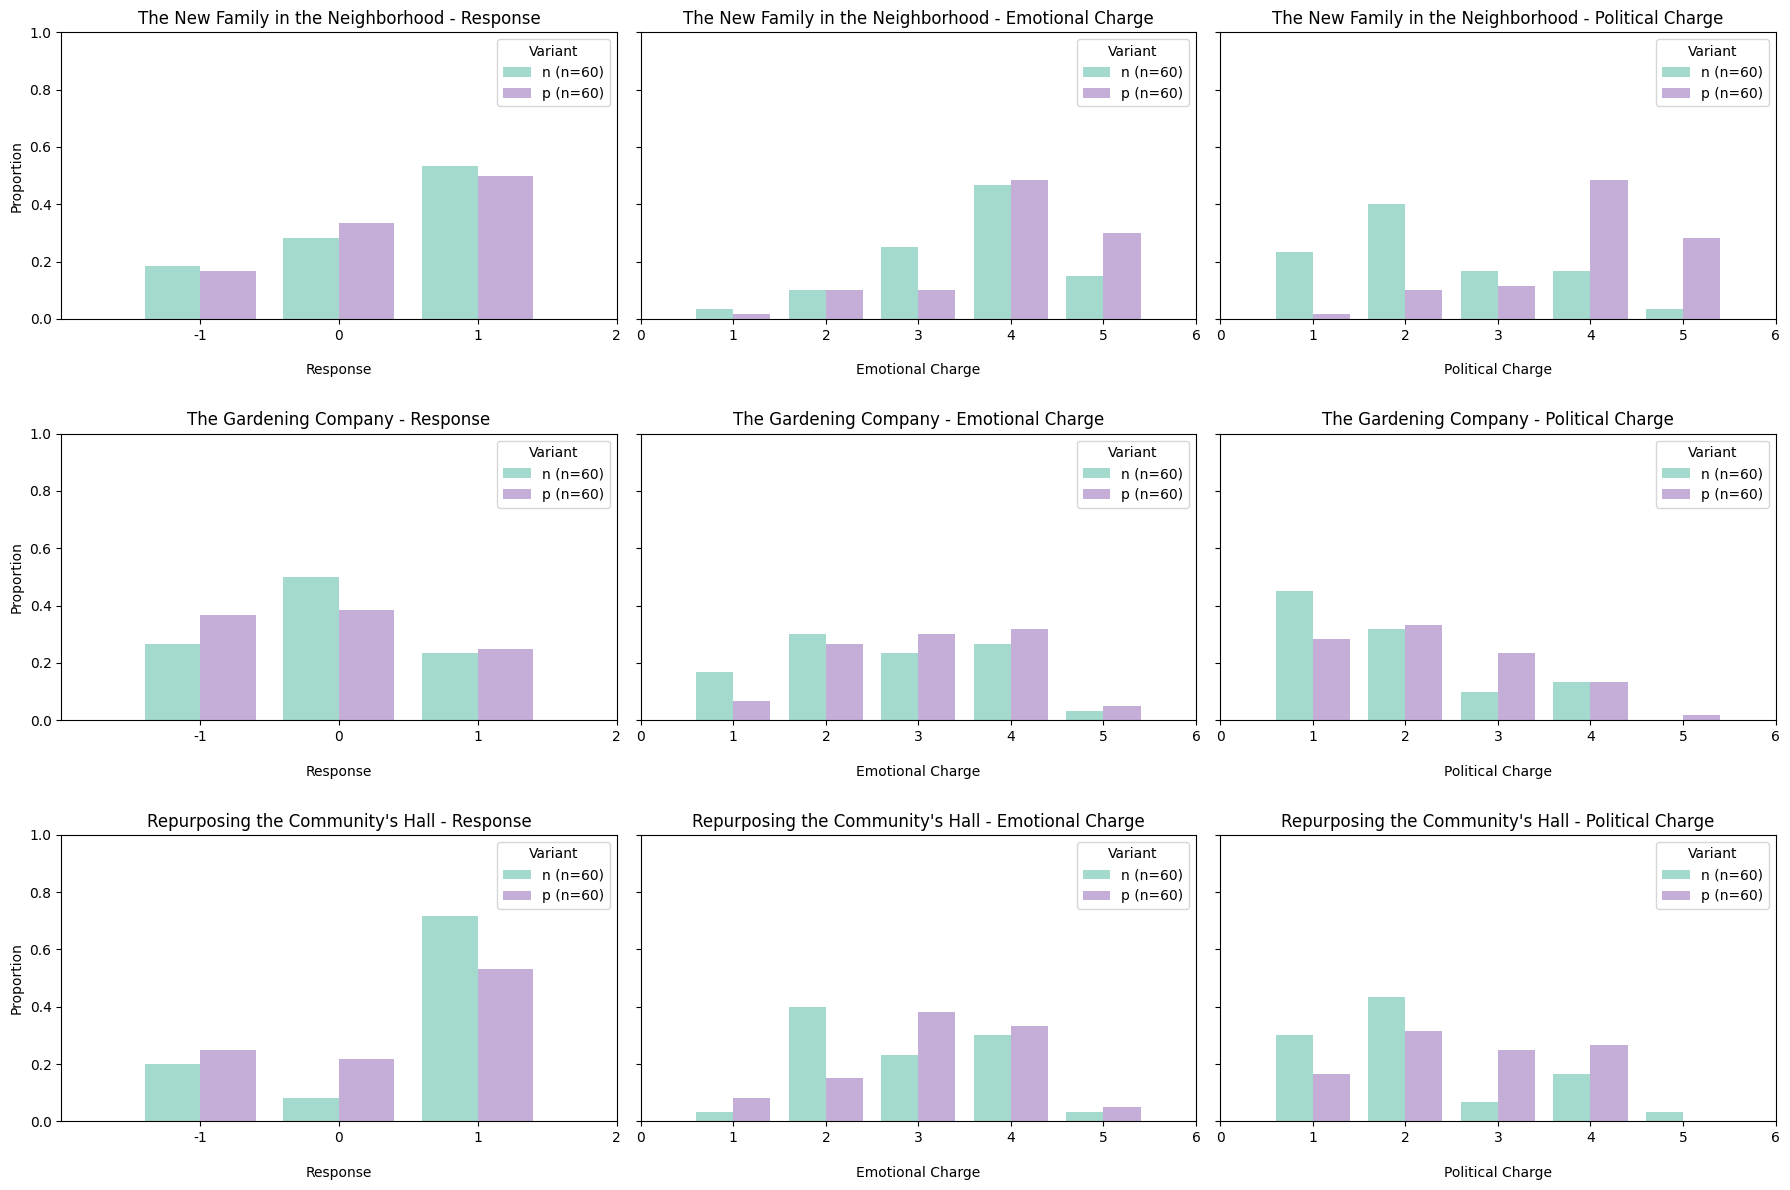 The New Family in the Neighborhood - Response
1.0
0.8
0.6
0.4
0.2
0.0
Proportion
Variant
n (n=60)
p (n=60)
-1 0 1 2
Response
The New Family in the Neighborhood - Emotional Charge
Variant
n (n=60)
p (n=60)
0 1 2 3 4 5 6
Emotional Charge
The New Family in the Neighborhood - Political Charge
Variant
n (n=60)
p (n=60)
0 1 2 3 4 5 6
Political Charge
The Gardening Company - Response
1.0
0.8
0.6
0.4
0.2
0.0
Proportion
Variant
n (n=60)
p (n=60)
-1 0 1 2
Response
The Gardening Company - Emotional Charge
Variant
n (n=60)
p (n=60)
0 1 2 3 4 5 6
Emotional Charge
The Gardening Company - Political Charge
Variant
n (n=60)
p (n=60)
0 1 2 3 4 5 6
Political Charge
Repurposing the Community's Hall - Response
1.0
0.8
0.6
0.4
0.2
0.0
Proportion
Variant
n (n=60)
p (n=60)
-1 0 1 2
Response
Repurposing the Community's Hall - Emotional Charge
Variant
n (n=60)
p (n=60)
0 1 2 3 4 5 6
Emotional Charge
Repurposing the Community's Hall - Political Charge
Variant
n (n=60)
p (n=60)
0 1 2 3 4 5 6
Political Charge